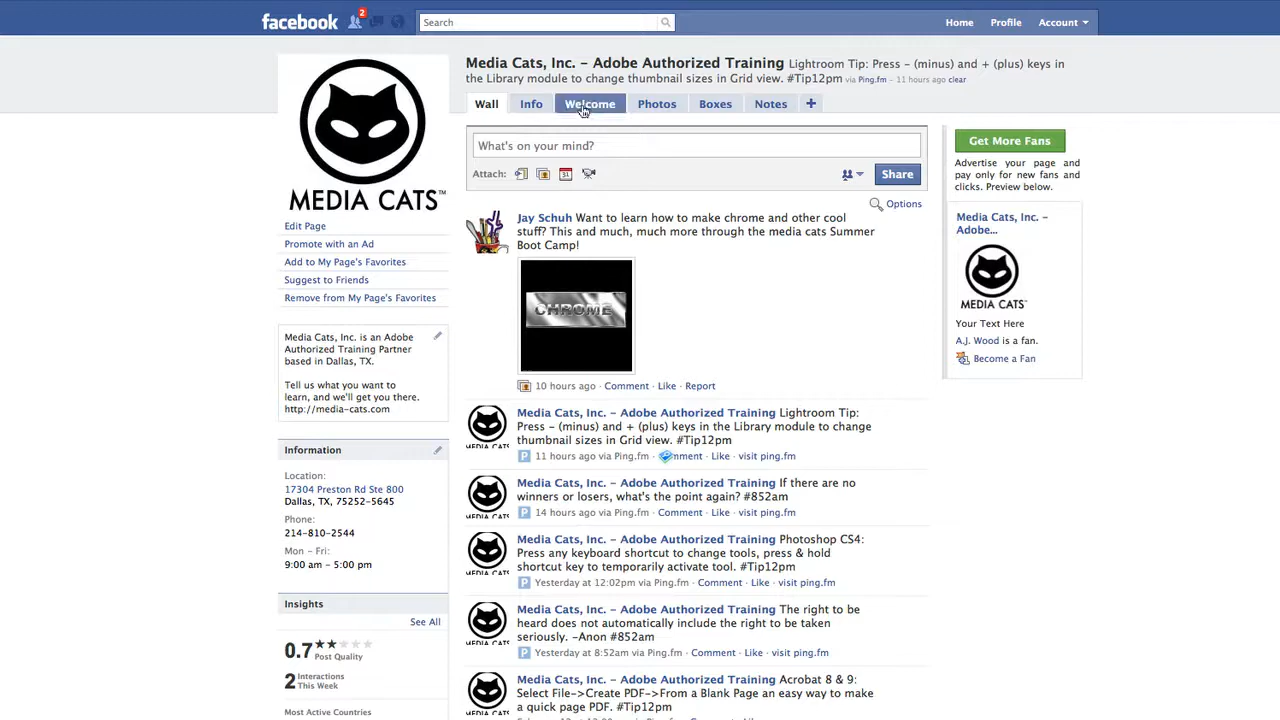 facebook
2
Search
Home
Profile
Account
Media Cats, Inc. – Adobe Authorized Training Lightroom Tip: Press – (minus) and + (plus) keys in
the Library module to change thumbnail sizes in Grid view. #Tip12pm via Ping.fm – 11 hours ago clear
Wall
Info
Welcome
Photos
Boxes
Notes
+
MEDIA CATS™
Edit Page
Promote with an Ad
Add to My Page's Favorites
Suggest to Friends
Remove from My Page's Favorites
Media Cats, Inc. is an Adobe
Authorized Training Partner
based in Dallas, TX.
Tell us what you want to
learn, and we'll get you there.
http://media-cats.com
Information
Location:
17304 Preston Rd Ste 800
Dallas, TX, 75252-5645
Phone:
214-810-2544
Mon – Fri:
9:00 am – 5:00 pm
Insights
See All
0.7 Post Quality
2 Interactions
This Week
Most Active Countries
What's on your mind?
Attach:
31
Share
Options
Jay Schuh Want to learn how to make chrome and other cool
stuff? This and much, much more through the media cats Summer
Boot Camp!
CHROME
10 hours ago · Comment · Like · Report
Media Cats, Inc. – Adobe Authorized Training Lightroom Tip:
Press – (minus) and + (plus) keys in the Library module to change
thumbnail sizes in Grid view. #Tip12pm
11 hours ago via Ping.fm · Comment · Like · visit ping.fm
Media Cats, Inc. – Adobe Authorized Training If there are no
winners or losers, what's the point again? #852am
14 hours ago via Ping.fm · Comment · Like · visit ping.fm
Media Cats, Inc. – Adobe Authorized Training Photoshop CS4:
Press any keyboard shortcut to change tools, press & hold
shortcut key to temporarily activate tool. #Tip12pm
Yesterday at 12:02pm via Ping.fm · Comment · Like · visit ping.fm
Media Cats, Inc. – Adobe Authorized Training The right to be
heard does not automatically include the right to be taken
seriously. –Anon #852am
Yesterday at 8:52am via Ping.fm · Comment · Like · visit ping.fm
Media Cats, Inc. – Adobe Authorized Training Acrobat 8 & 9:
Select File->Create PDF->From a Blank Page an easy way to make
a quick page PDF. #Tip12pm
Get More Fans
Advertise your page and
pay only for new fans and
clicks. Preview below.
Media Cats, Inc. –
Adobe...
MEDIA CATS
Your Text Here
A.J. Wood is a fan.
Become a Fan